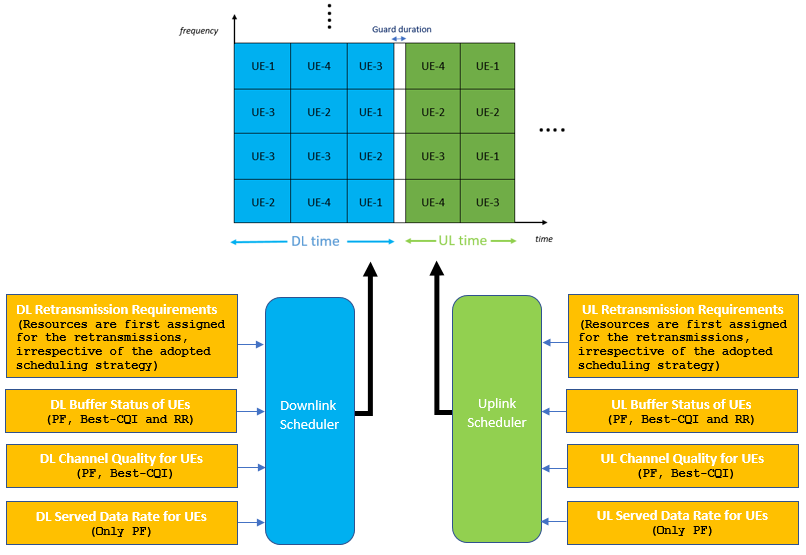 frequency
Guard duration
UE-1 UE-4 UE-3 UE-4 UE-1
UE-3 UE-2 UE-1 UE-2 UE-2
UE-3 UE-3 UE-2 UE-3 UE-1
UE-2 UE-4 UE-1 UE-4 UE-3
DL time UL time time
DL Retransmission Requirements
(Resources are first assigned
for the retransmissions,
irrespective of the adopted
scheduling strategy)
DL Buffer Status of UEs
(PF, Best-CQI and RR)
DL Channel Quality for UEs
(PF, Best-CQI)
DL Served Data Rate for UEs
(Only PF)
Downlink
Scheduler
Uplink
Scheduler
UL Retransmission Requirements
(Resources are first assigned
for the retransmissions,
irrespective of the adopted
scheduling strategy)
UL Buffer Status of UEs
(PF, Best-CQI and RR)
UL Channel Quality for UEs
(PF, Best-CQI)
UL Served Data Rate for UEs
(Only PF)